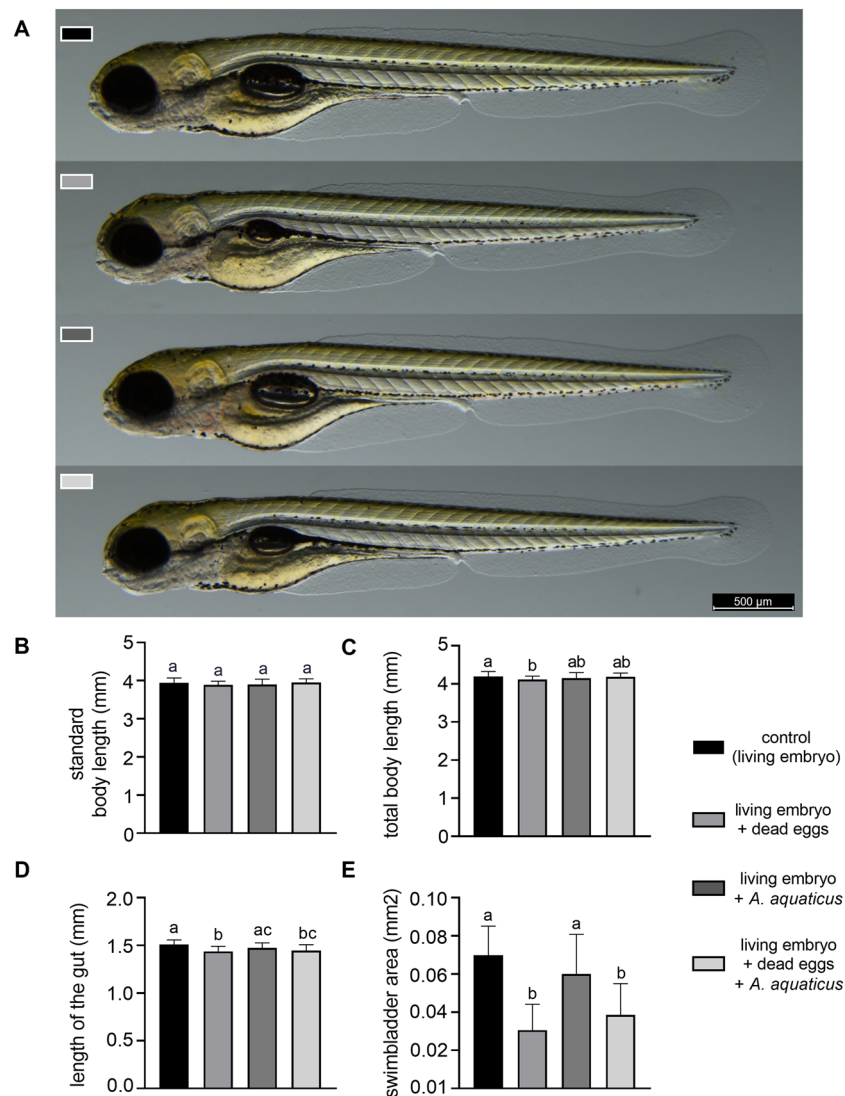 A
500 µm
B
standard
body length (mm)
5
4
3
2
1
0
a a a a
C
total body length (mm)
5
4
3
2
1
0
a b ab ab
control
(living embryo)
living embryo
+ dead eggs
living embryo
+ A. aquaticus
living embryo
+ dead eggs
+ A. aquaticus
D
length of the gut (mm)
2.0
1.5
1.0
0.5
0.0
a b ac bc
E
swimbladder area (mm2)
0.10
0.08
0.06
0.04
0.02
0.01
a b a b